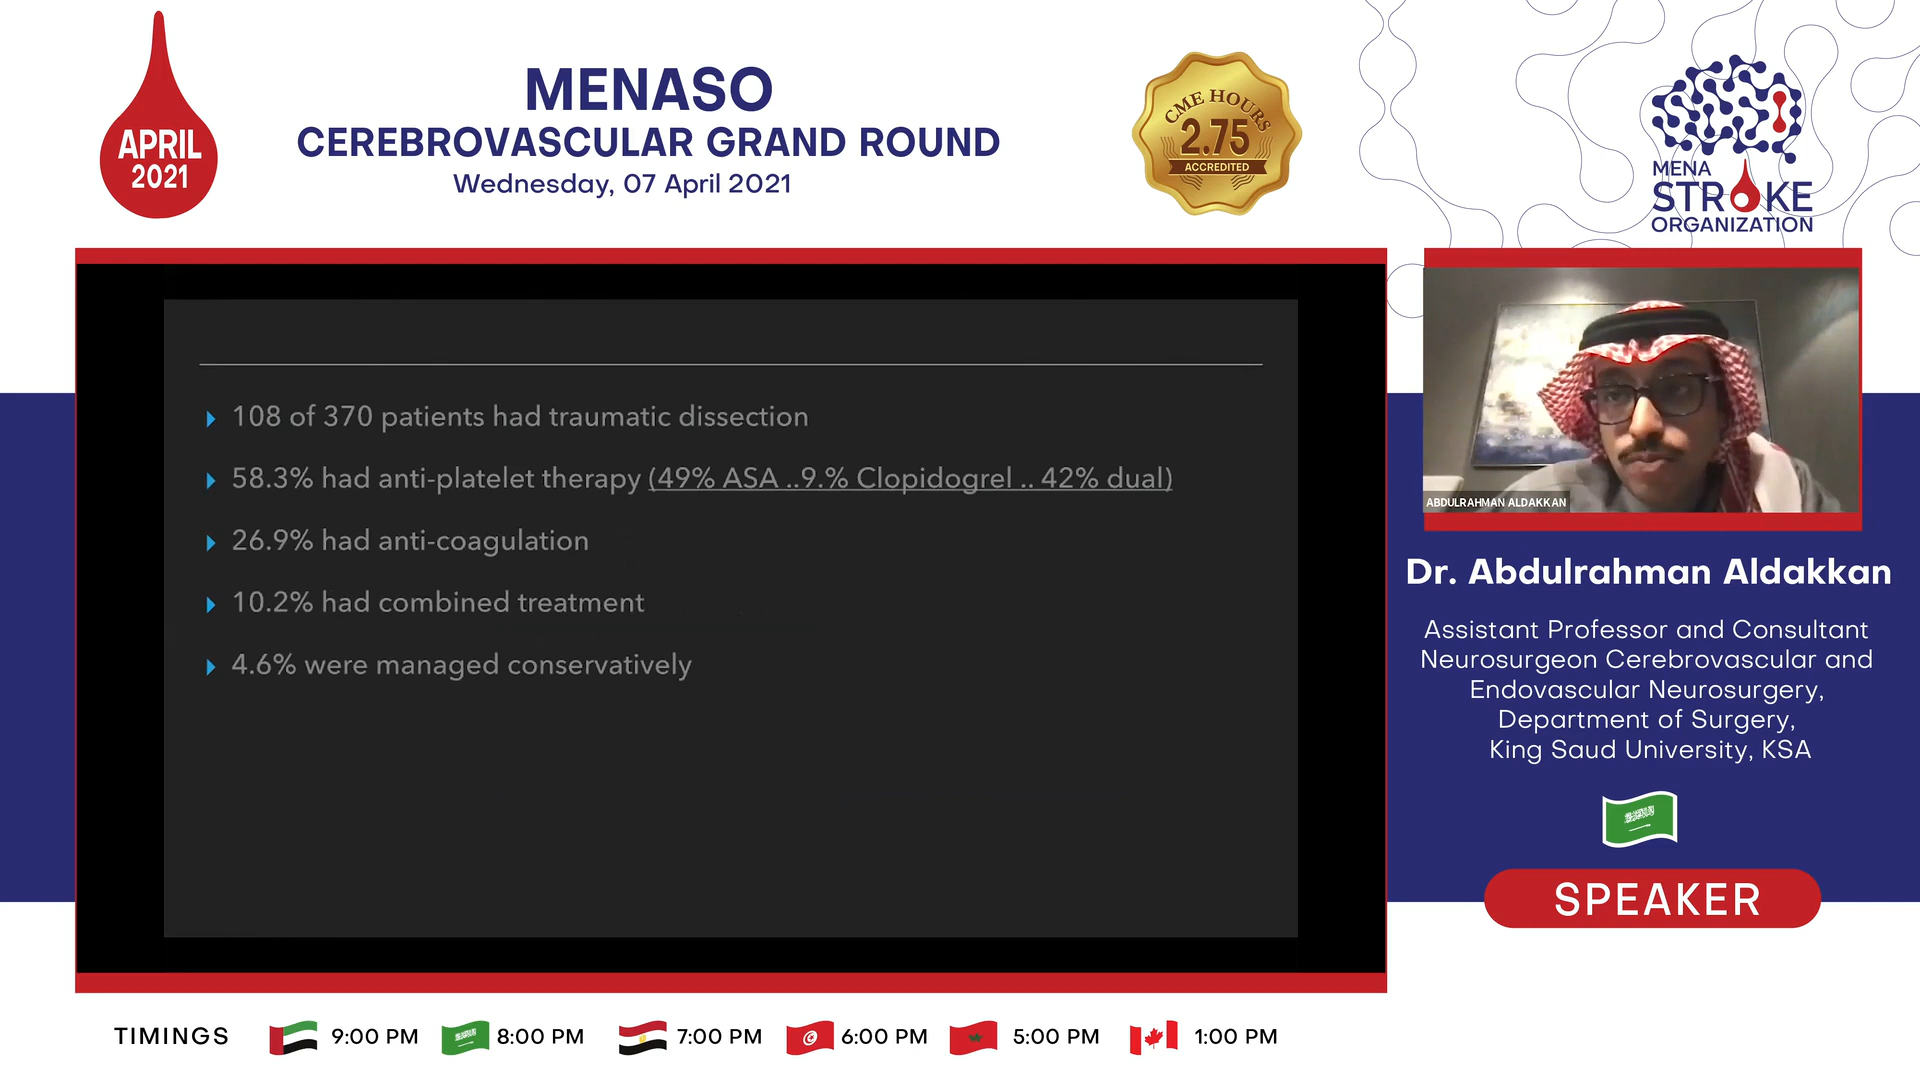 APRIL
2021
MENASO
CEREBROVASCULAR GRAND ROUND
Wednesday, 07 April 2021
CME HOURS
2.75
ACCREDITED
MENA
STROKE
ORGANIZATION
108 of 370 patients had traumatic dissection
58.3% had anti-platelet therapy (49% ASA ..9.% Clopidogrel .. 42% dual)
26.9% had anti-coagulation
10.2% had combined treatment
4.6% were managed conservatively
ABDULRAHMAN ALDAKKAN
Dr. Abdulrahman Aldakkan
Assistant Professor and Consultant
Neurosurgeon Cerebrovascular and
Endovascular Neurosurgery,
Department of Surgery,
King Saud University, KSA
SPEAKER
TIMINGS 9:00 PM 8:00 PM 7:00 PM 6:00 PM 5:00 PM 1:00 PM